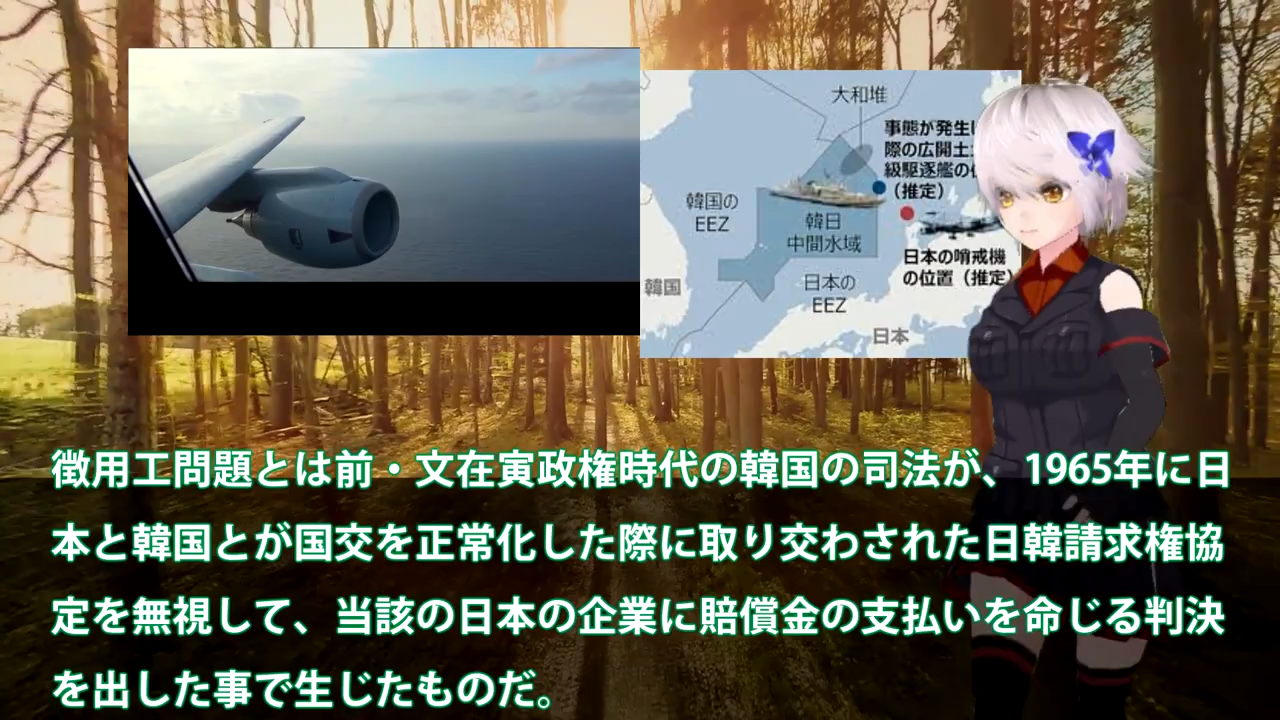 大和堆
事態が発生し
際の広開土
級駆逐艦の
(推定)
韓国の
EEZ
韓日
中間水域
日本の哨戒機
の位置(推定)
韓国
日本の
EEZ
日本
徴用工問題とは前・文在寅政権時代の韓国の司法が、1965年に日
本と韓国とが国交を正常化した際に取り交わされた日韓請求権協
定を無視して、当該の日本の企業に賠償金の支払いを命じる判決
を出した事で生じたものだ。